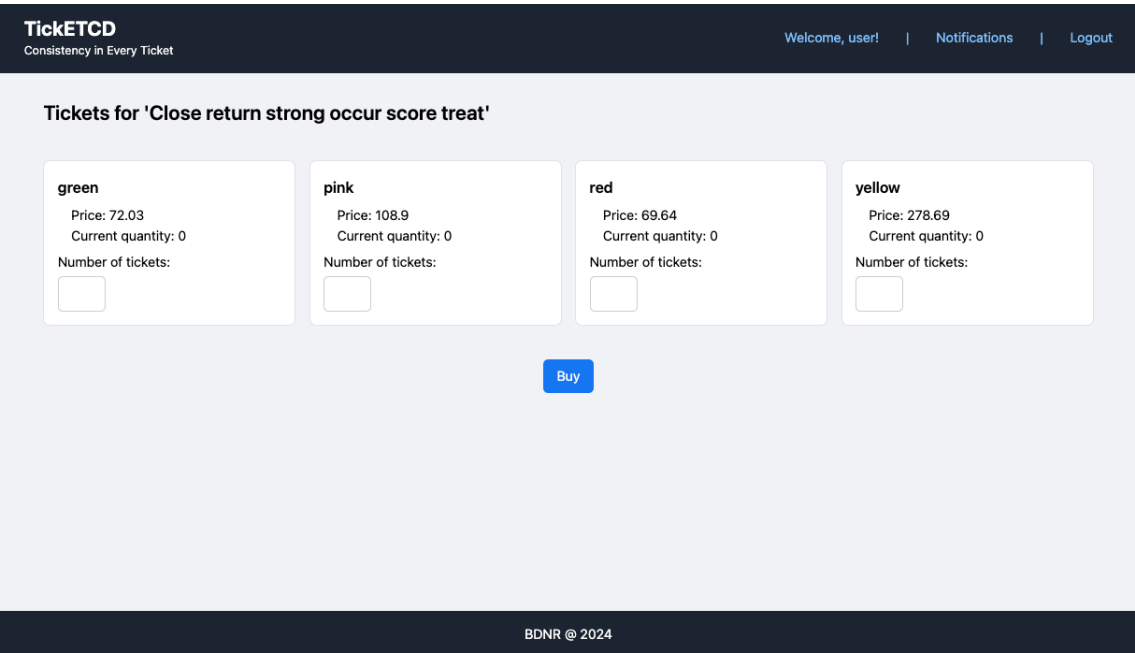 TickETCD
Consistency in Every Ticket
Welcome, user! | Notifications | Logout
Tickets for 'Close return strong occur score treat'
green
Price: 72.03
Current quantity: 0
Number of tickets:
pink
Price: 108.9
Current quantity: 0
Number of tickets:
red
Price: 69.64
Current quantity: 0
Number of tickets:
yellow
Price: 278.69
Current quantity: 0
Number of tickets:
Buy
BDNR @ 2024